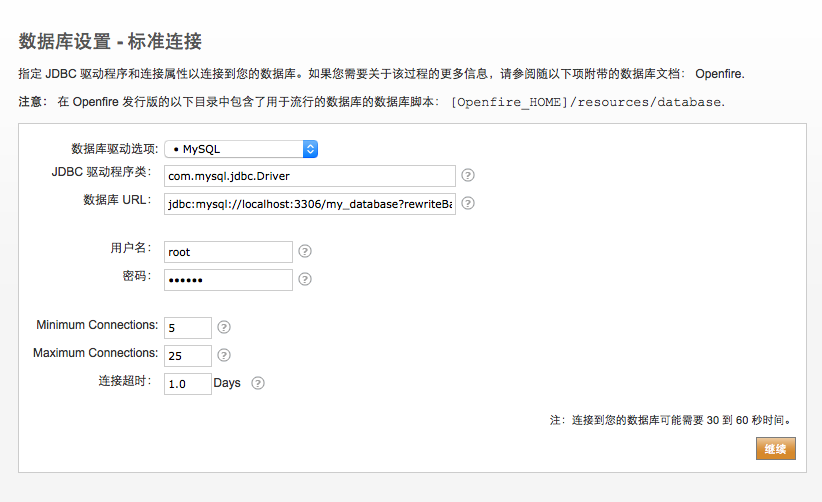 数据库设置 - 标准连接
指定 JDBC 驱动程序和连接属性以连接到您的数据库。如果您需要关于该过程的更多信息，请参阅随以下项附带的数据库文档： Openfire.
注意： 在 Openfire 发行版的以下目录中包含了用于流行的数据库的数据库脚本： [Openfire_HOME]/resources/database.
数据库驱动选项: • MySQL
JDBC 驱动程序类： com.mysql.jdbc.Driver ?
数据库 URL： jdbc:mysql://localhost:3306/my_database?rewriteBa ?
用户名： root ?
密码： •••••• ?
Minimum Connections: 5 ?
Maximum Connections: 25 ?
连接超时： 1.0 Days ?
注：连接到您的数据库可能需要 30 到 60 秒时间。
继续